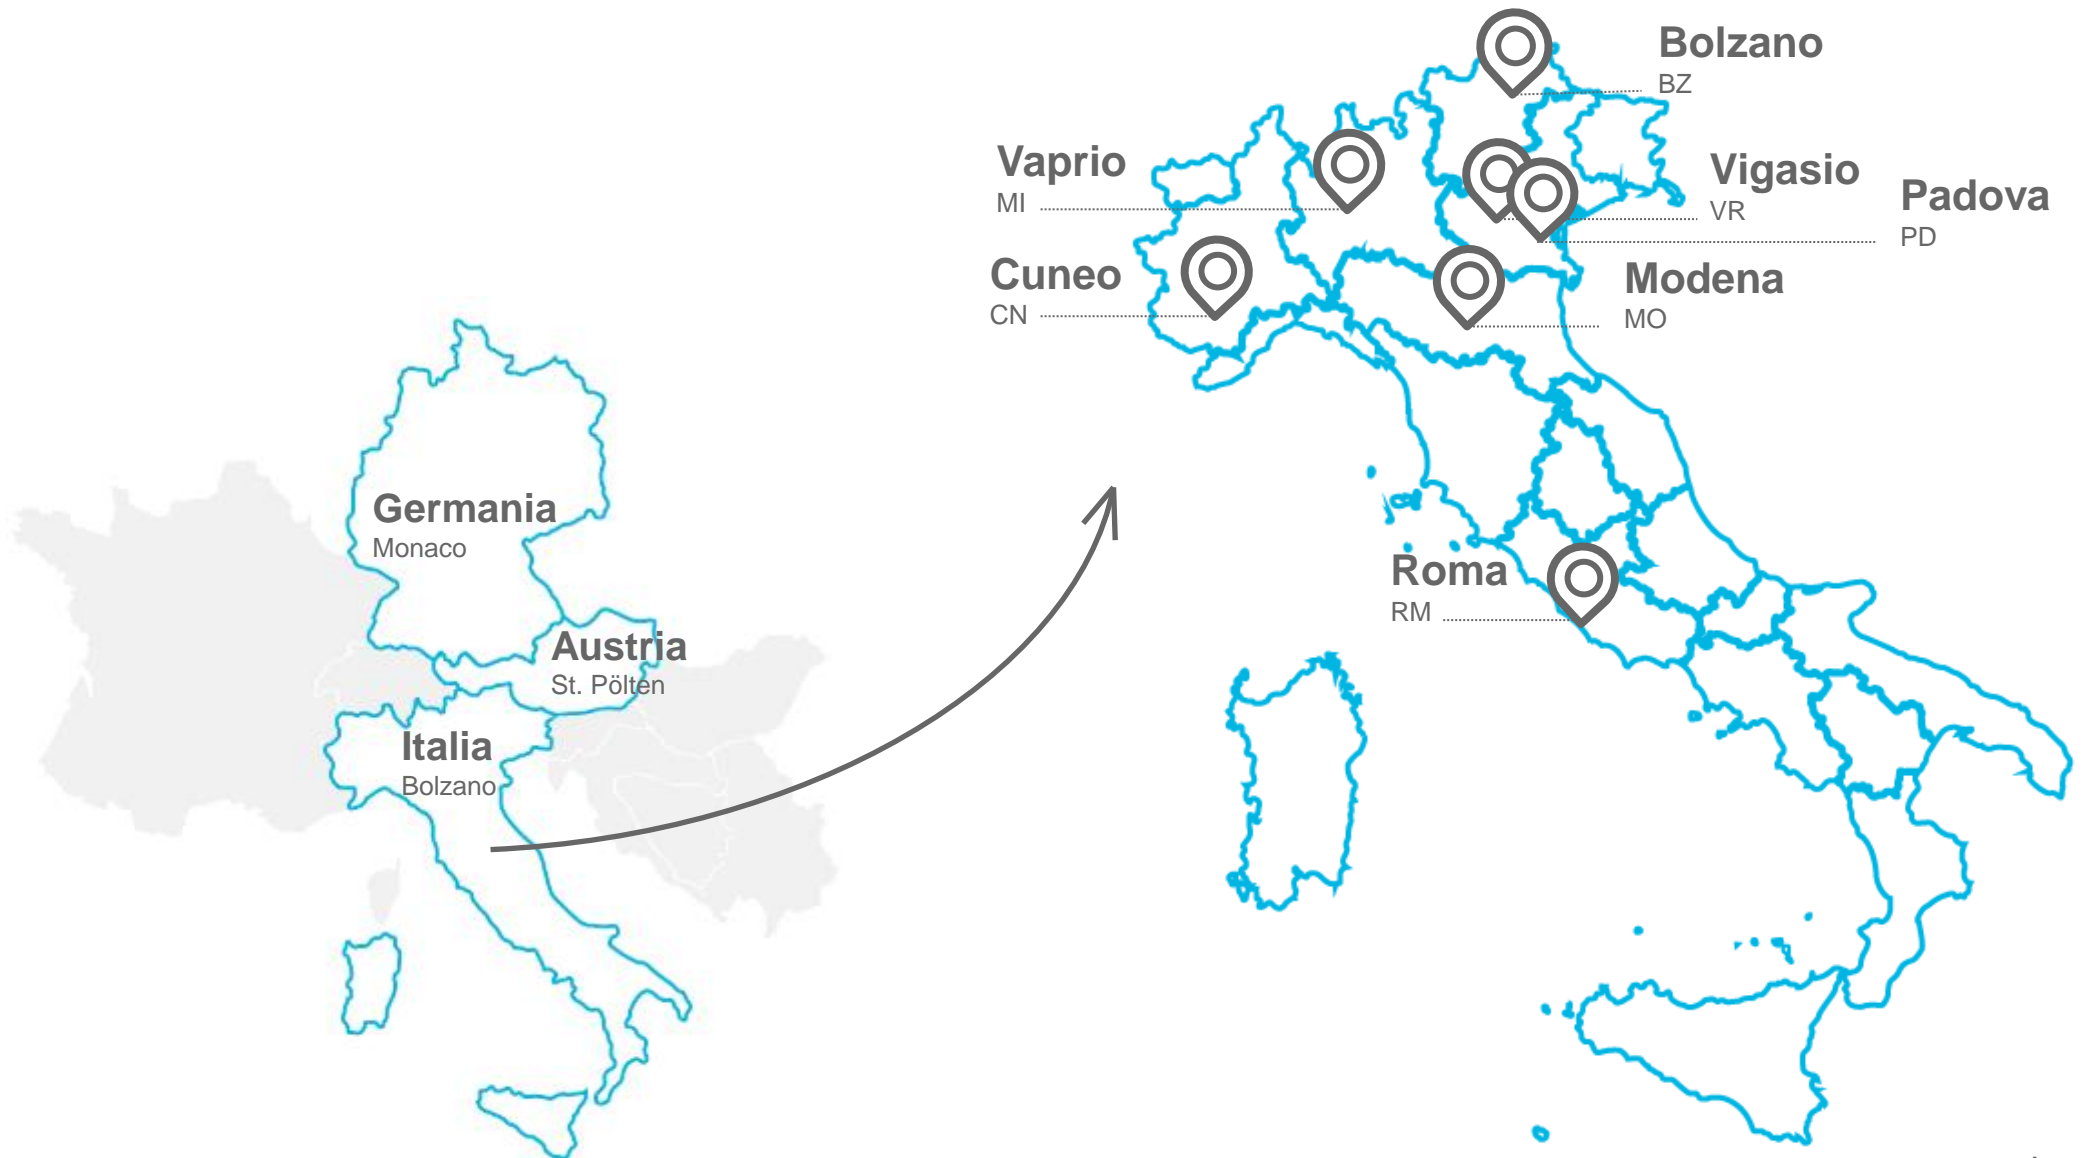 Germania
Monaco
Austria
St. Pölten
Italia
Bolzano
Bolzano
BZ
Vaprio
MI
Vigasio
VR
Padova
PD
Cuneo
CN
Modena
MO
Roma
RM